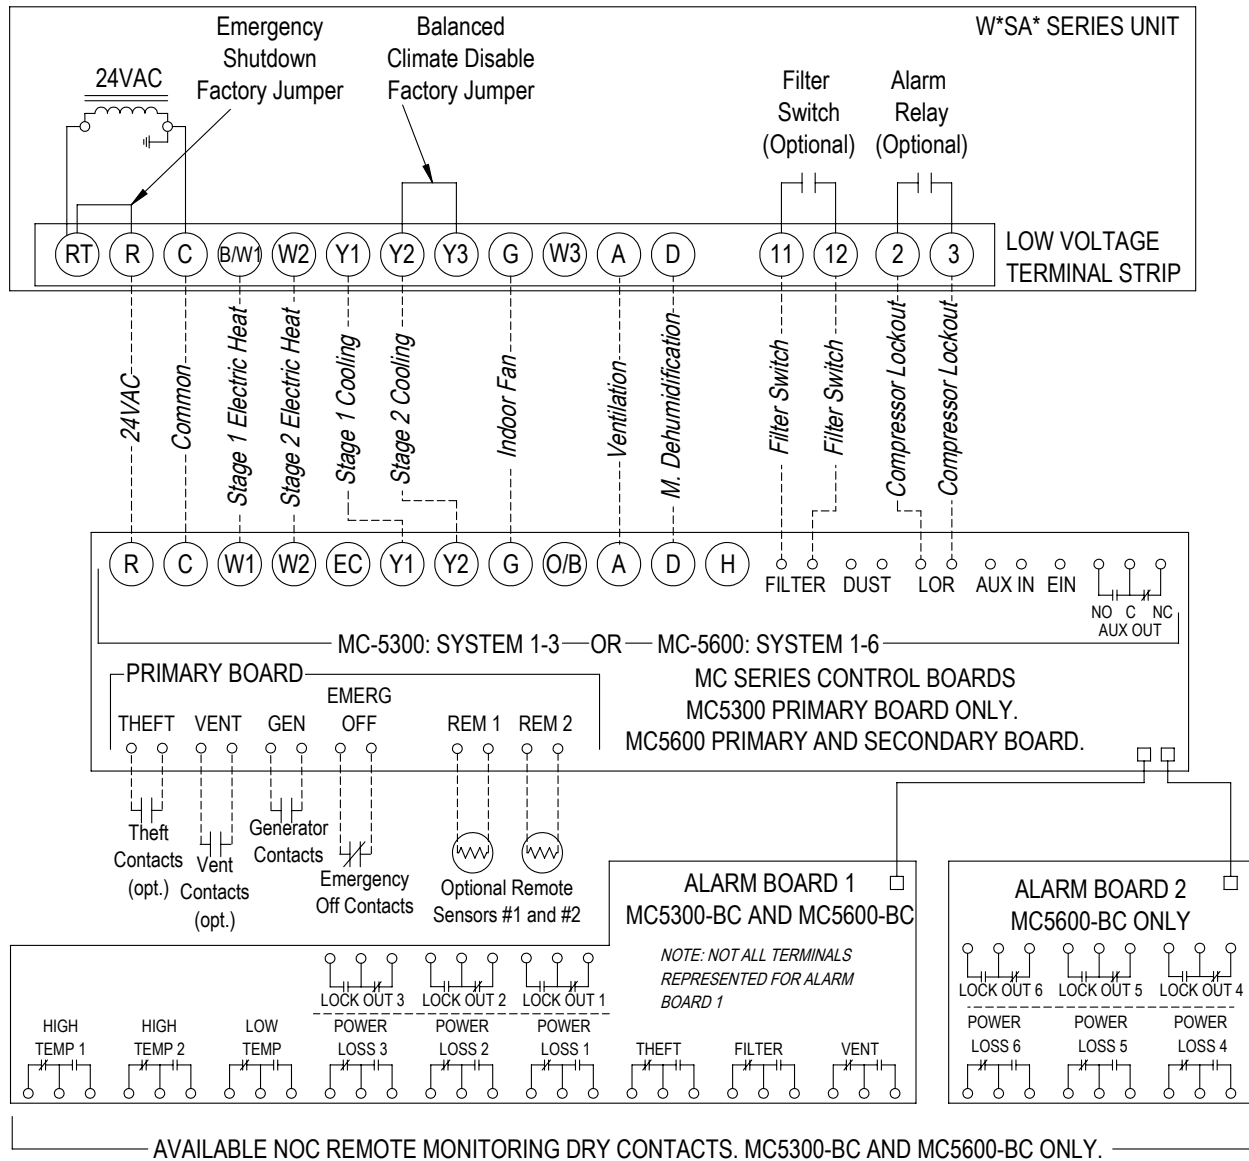 Emergency
Shutdown
Factory Jumper
Balanced
Climate Disable
Factory Jumper
W*SA* SERIES UNIT
24VAC
Filter
Switch
(Optional)
Alarm
Relay
(Optional)
RT R C B/W1 W2 Y1 Y2 Y3 G W3 A D 11 12 2 3
LOW VOLTAGE
TERMINAL STRIP
24VAC
Common
Stage 1 Electric Heat
Stage 2 Electric Heat
Stage 1 Cooling
Stage 2 Cooling
Indoor Fan
Ventilation
M. Dehumidification
Filter Switch
Filter Switch
Compressor Lockout
Compressor Lockout
R C W1 W2 EC Y1 Y2 G O/B A D H
FILTER DUST LOR AUX IN EIN
NO C NC
AUX OUT
MC-5300: SYSTEM 1-3 OR MC-5600: SYSTEM 1-6
PRIMARY BOARD
MC SERIES CONTROL BOARDS
MC5300 PRIMARY BOARD ONLY.
MC5600 PRIMARY AND SECONDARY BOARD.
THEFT VENT GEN
EMERG
OFF
REM 1 REM 2
Theft
Contacts
(opt.)
Vent
Contacts
(opt.)
Generator
Contacts
Emergency
Off Contacts
Optional Remote
Sensors #1 and #2
ALARM BOARD 1
MC5300-BC AND MC5600-BC
NOTE: NOT ALL TERMINALS
REPRESENTED FOR ALARM
BOARD 1
ALARM BOARD 2
MC5600-BC ONLY
LOCK OUT 3 LOCK OUT 2 LOCK OUT 1
LOCK OUT 6 LOCK OUT 5 LOCK OUT 4
HIGH
TEMP 1
HIGH
TEMP 2
LOW
TEMP
POWER
LOSS 3
POWER
LOSS 2
POWER
LOSS 1
THEFT
FILTER
VENT
POWER
LOSS 6
POWER
LOSS 5
POWER
LOSS 4
AVAILABLE NOC REMOTE MONITORING DRY CONTACTS. MC5300-BC AND MC5600-BC ONLY.